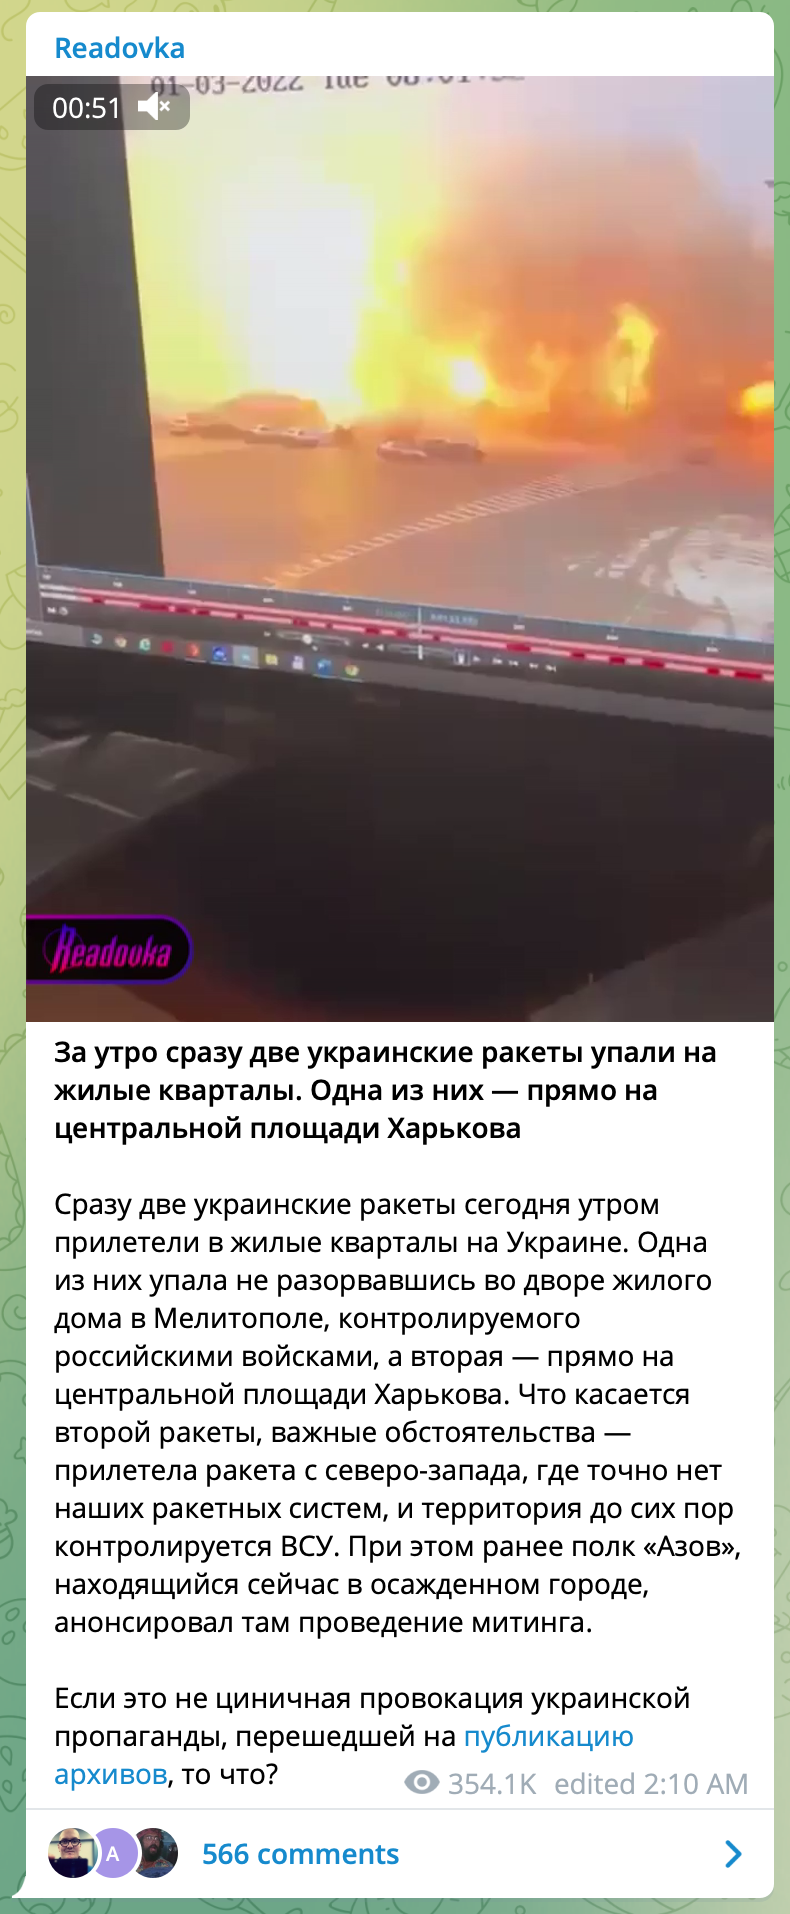 Readovka
01-03-2022 Tue
00:51
Readovka
За утро сразу две украинские ракеты упали на
жилые кварталы. Одна из них — прямо на
центральной площади Харькова
Сразу две украинские ракеты сегодня утром
прилетели в жилые кварталы на Украине. Одна
из них упала не разорвавшись во дворе жилого
дома в Мелитополе, контролируемого
российскими войсками, а вторая — прямо на
центральной площади Харькова. Что касается
второй ракеты, важные обстоятельства —
прилетела ракета с северо-запада, где точно нет
наших ракетных систем, и территория до сих пор
контролируется ВСУ. При этом ранее полк «Азов»,
находящийся сейчас в осажденном городе,
анонсировал там проведение митинга.
Если это не циничная провокация украинской
пропаганды, перешедшей на публикацию
архивов, то что?
354.1K edited 2:10 AM
A
566 comments